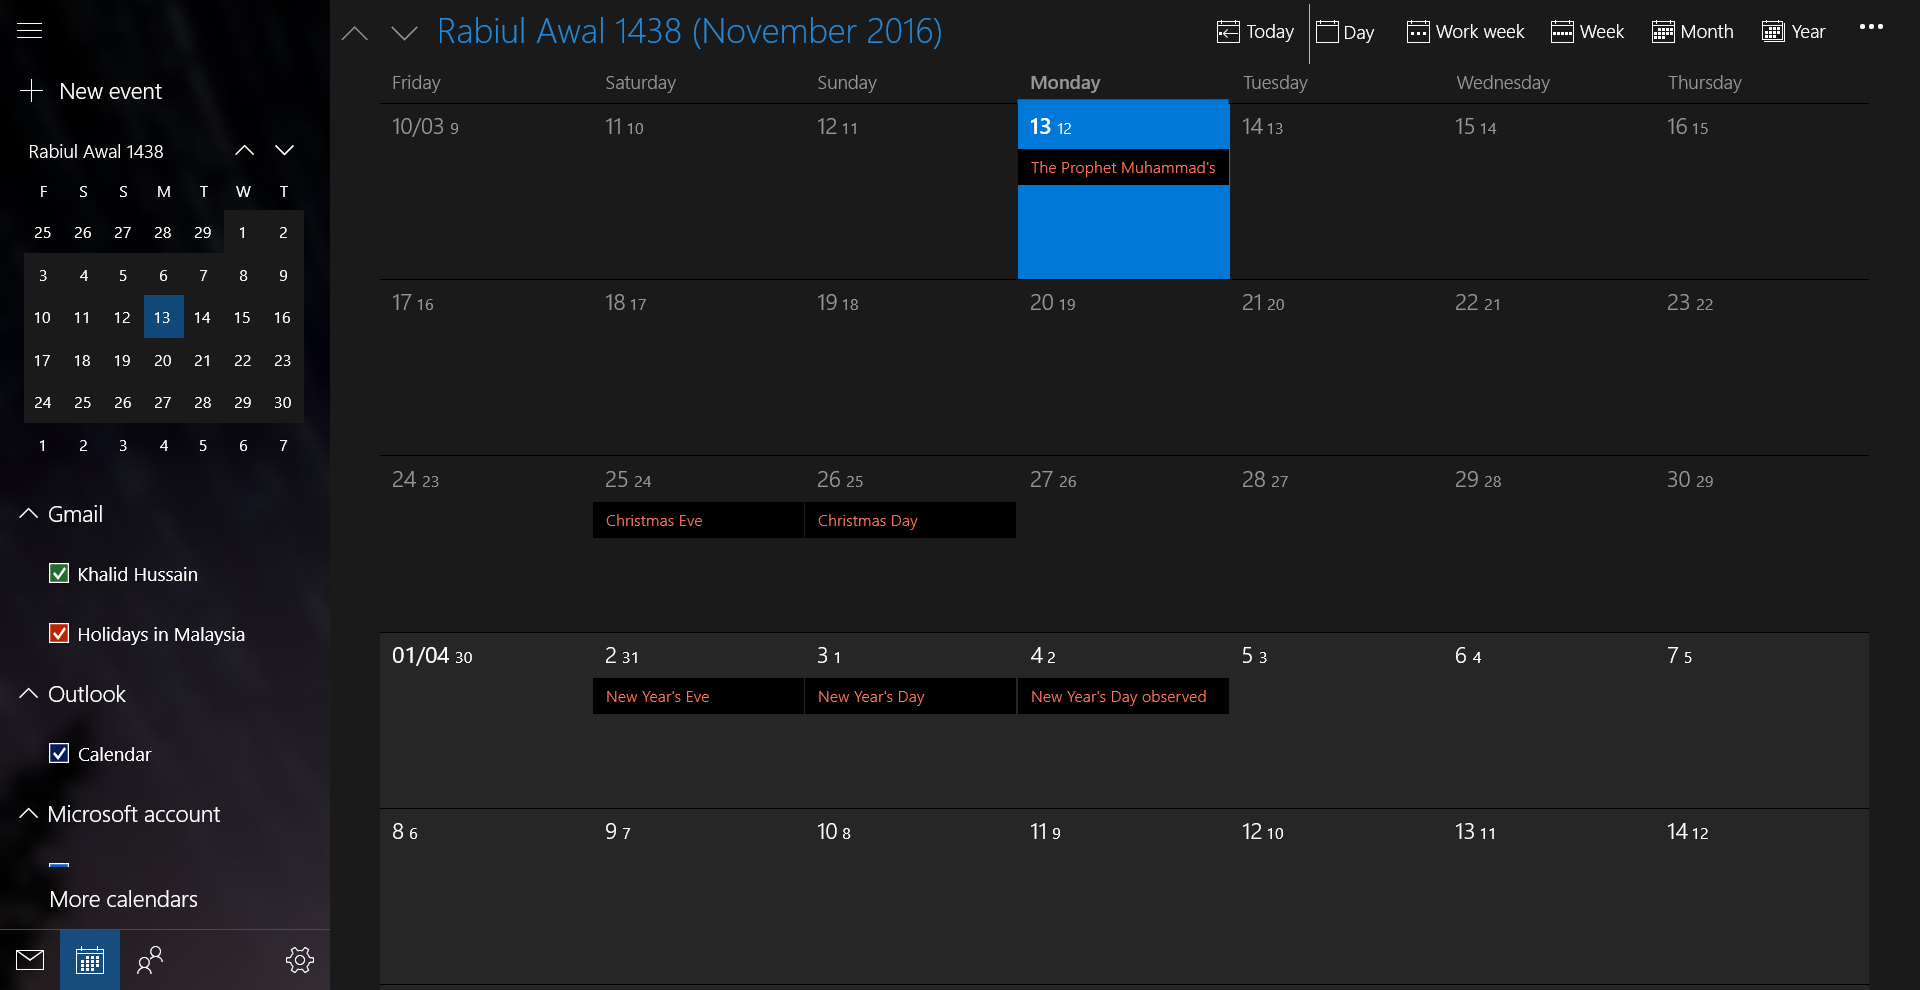 New event
Rabiul Awal 1438
F S S M T W T
25 26 27 28 29 1 2
3 4 5 6 7 8 9
10 11 12 13 14 15 16
17 18 19 20 21 22 23
24 25 26 27 28 29 30
1 2 3 4 5 6 7
Gmail
Khalid Hussain
Holidays in Malaysia
Outlook
Calendar
Microsoft account
More calendars
Rabiul Awal 1438 (November 2016)
Today Day Work week Week Month Year
Friday Saturday Sunday Monday Tuesday Wednesday Thursday
10/03 9 11 10 12 11 13 12 14 13 15 14 16 15
The Prophet Muhammad's
17 16 18 17 19 18 20 19 21 20 22 21 23 22
24 23 25 24 26 25 27 26 28 27 29 28 30 29
Christmas Eve Christmas Day
01/04 30 2 31 3 1 4 2 5 3 6 4 7 5
New Year's Eve New Year's Day New Year's Day observed
8 6 9 7 10 8 11 9 12 10 13 11 14 12